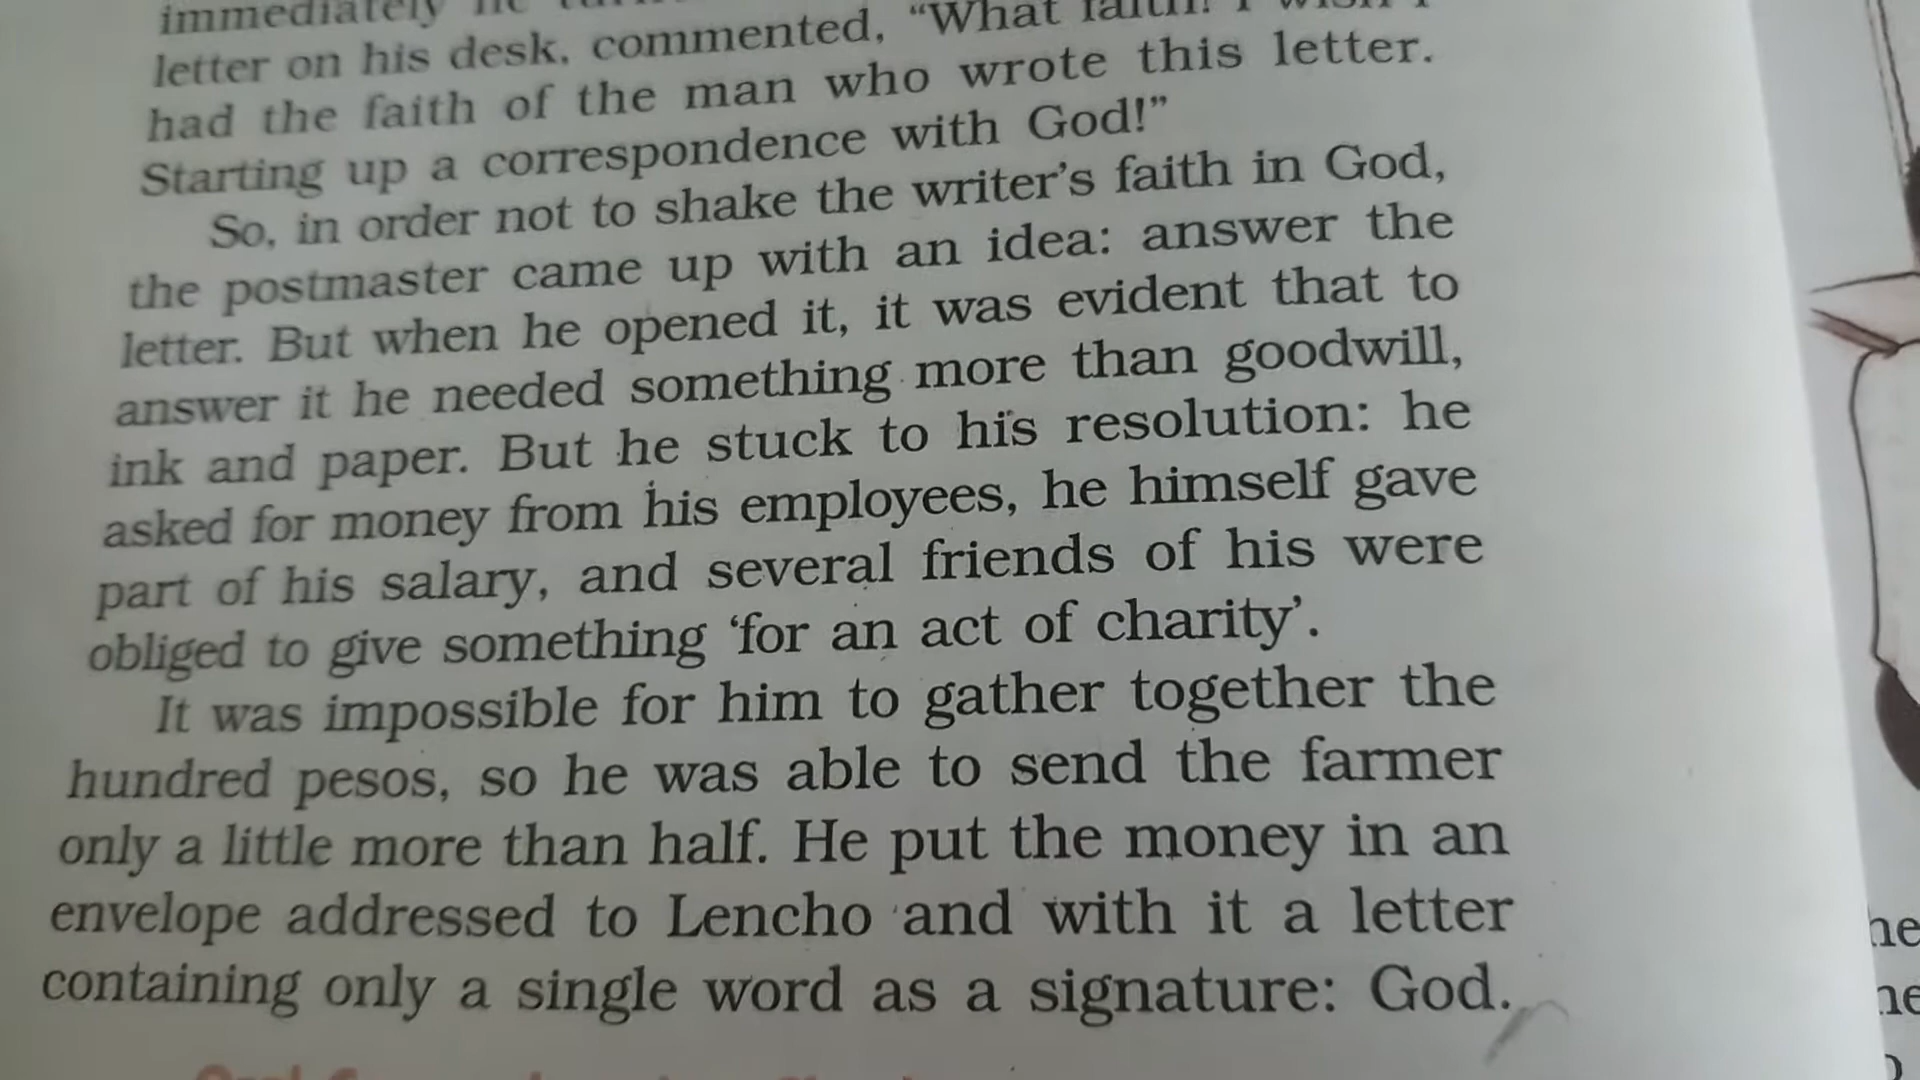 immediately he
letter on his desk, commented, “What faith! I wish I
had the faith of the man who wrote this letter.
Starting up a correspondence with God!”
So, in order not to shake the writer’s faith in God,
the postmaster came up with an idea: answer the
letter. But when he opened it, it was evident that to
answer it he needed something more than goodwill,
ink and paper. But he stuck to his resolution: he
asked for money from his employees, he himself gave
part of his salary, and several friends of his were
obliged to give something ‘for an act of charity’.
It was impossible for him to gather together the
hundred pesos, so he was able to send the farmer
only a little more than half. He put the money in an
envelope addressed to Lencho and with it a letter
containing only a single word as a signature: God.